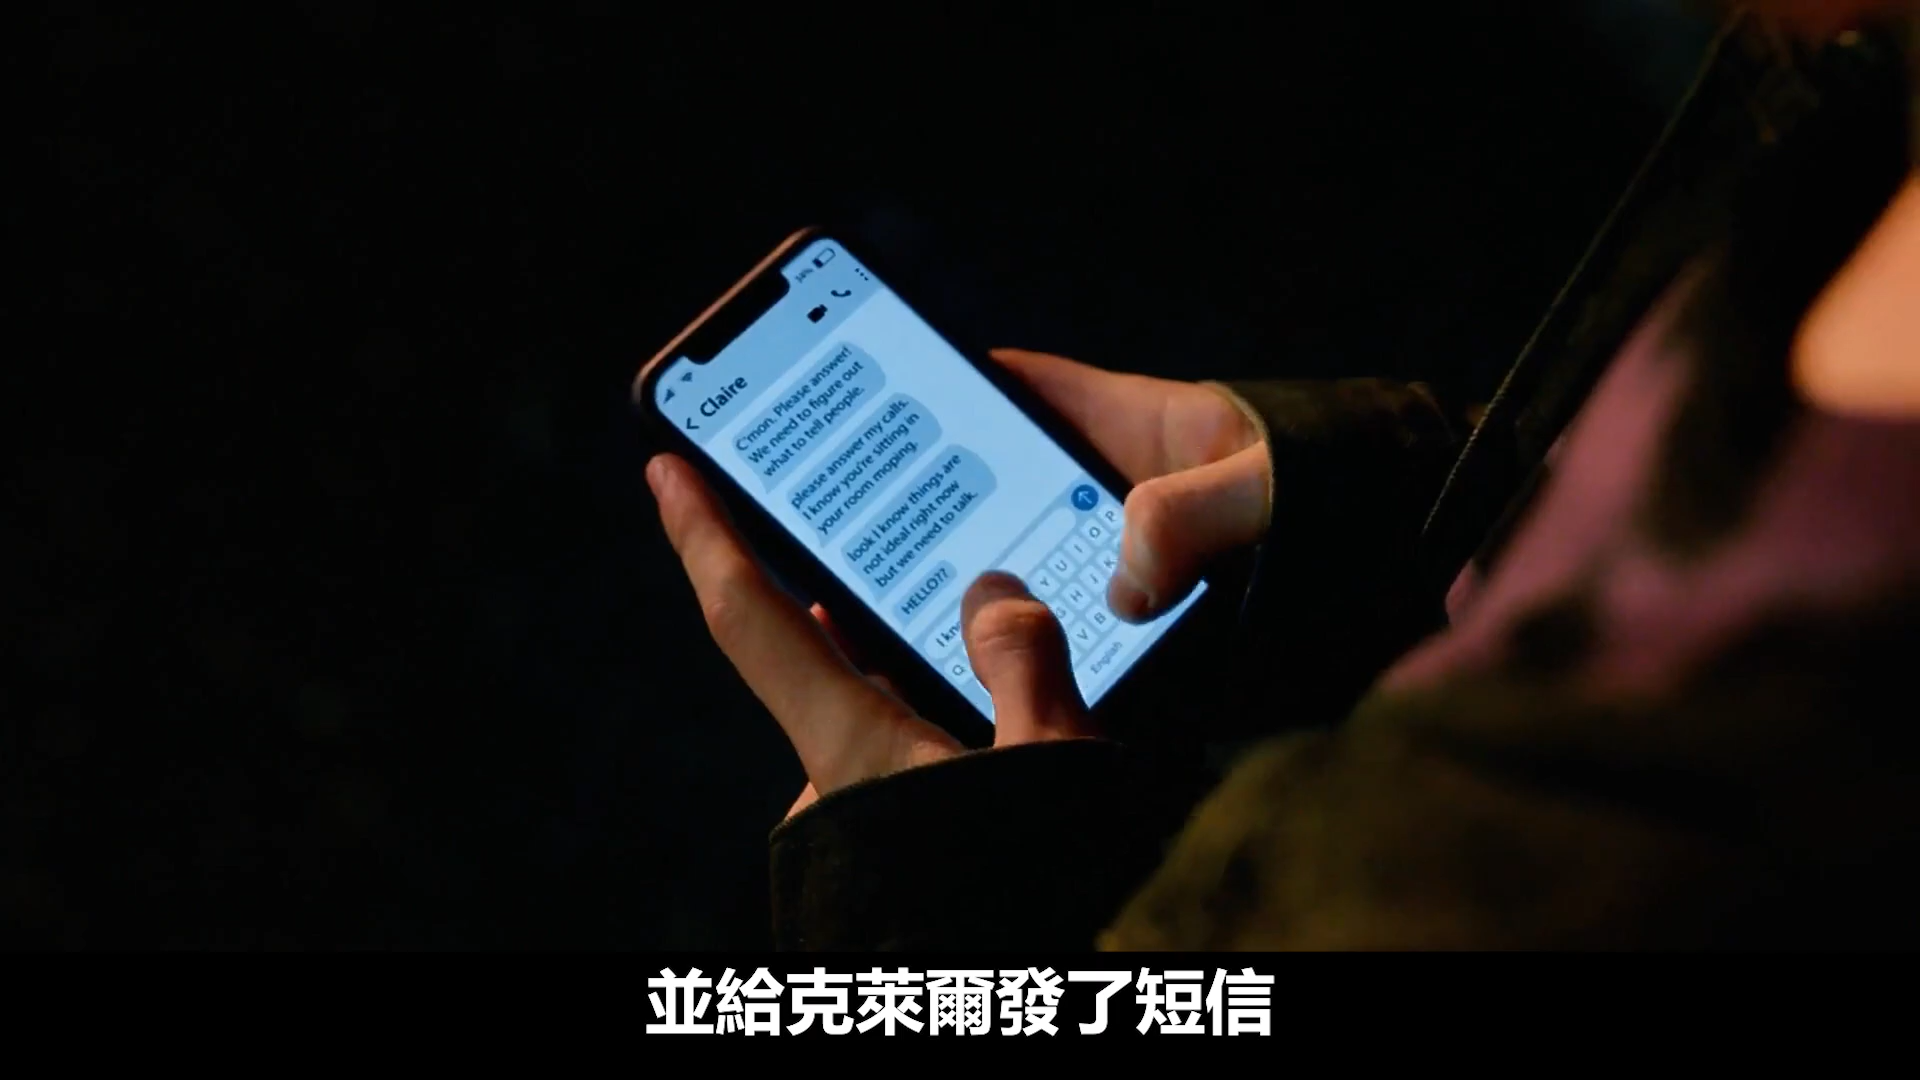 34%
Claire
C'mon. Please answer!
We need to figure out
what to tell people.
please answer my calls.
I know you're sitting in
your room moping.
look I know things are
not ideal right now
but we need to talk.
HELLO??
I kn
Y U I O P
G H J K
V B
Q
English
並給克萊爾發了短信